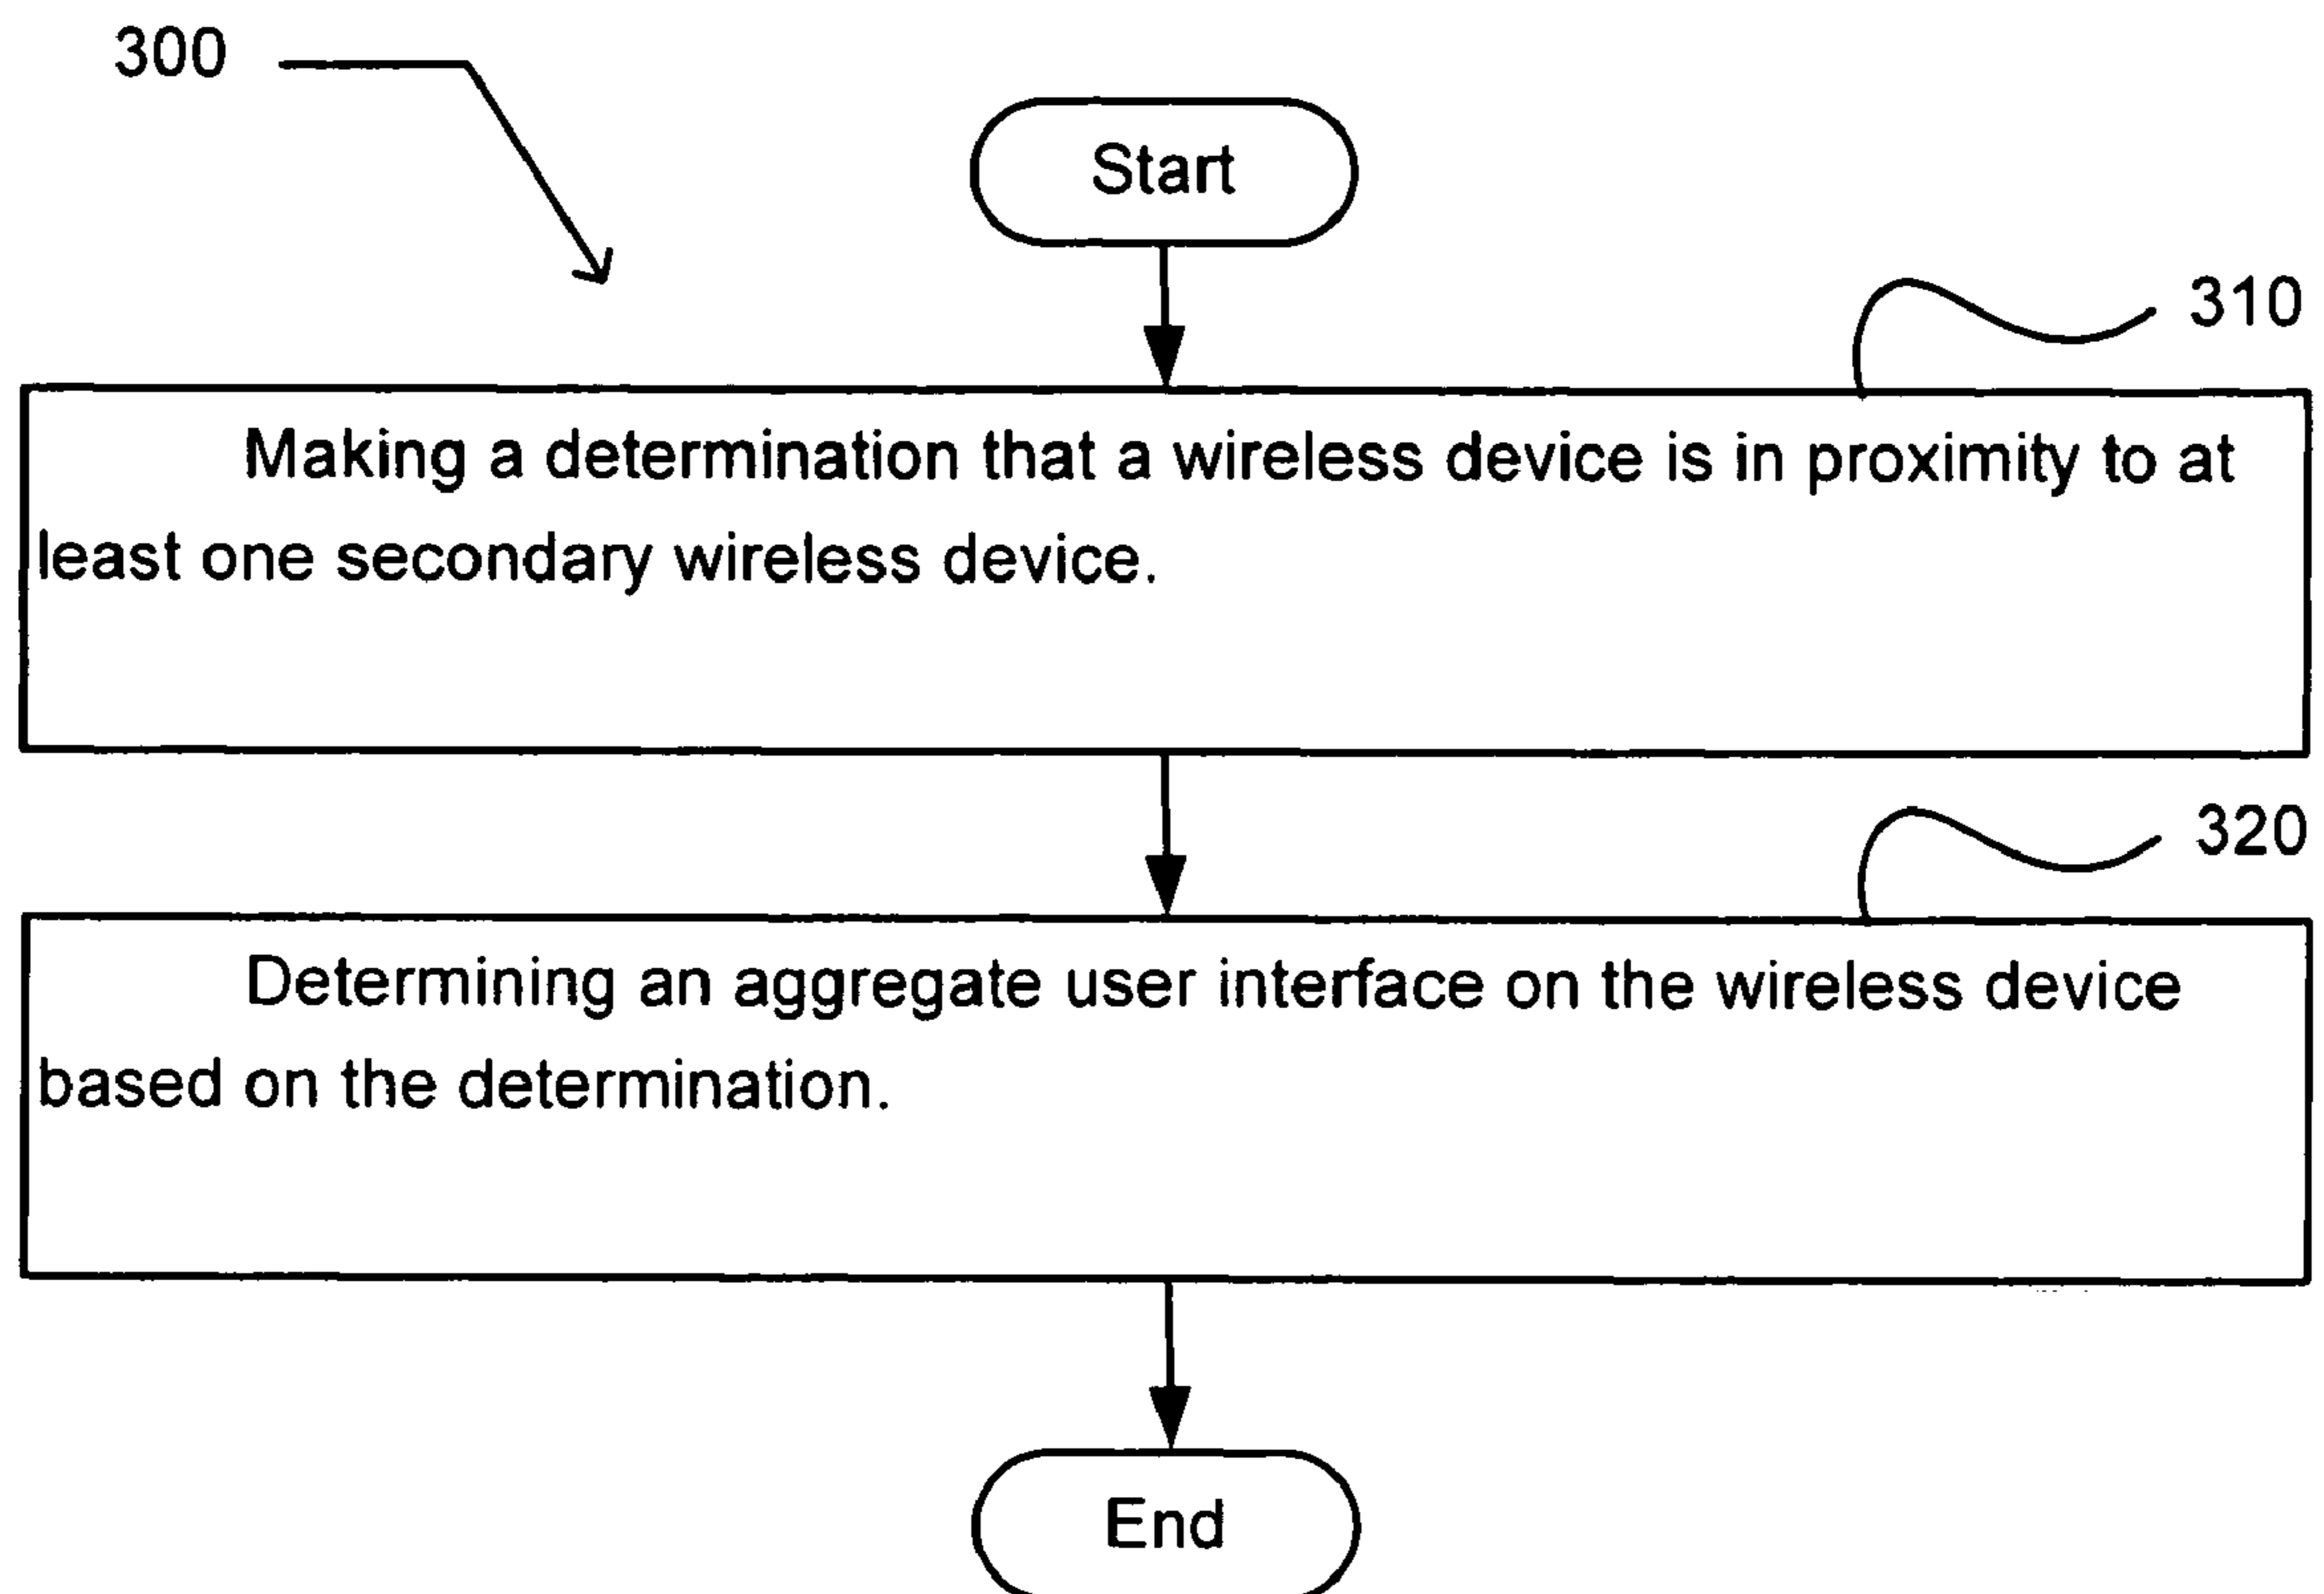 300
Start
310
Making a determination that a wireless device is in proximity to at
least one secondary wireless device.
320
Determining an aggregate user interface on the wireless device
based on the determination.
End